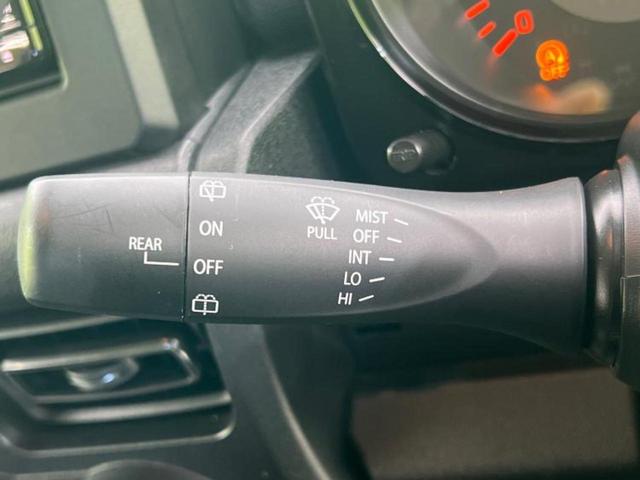 ON
REAR
OFF
PULL
MIST
OFF
INT
LO
HI